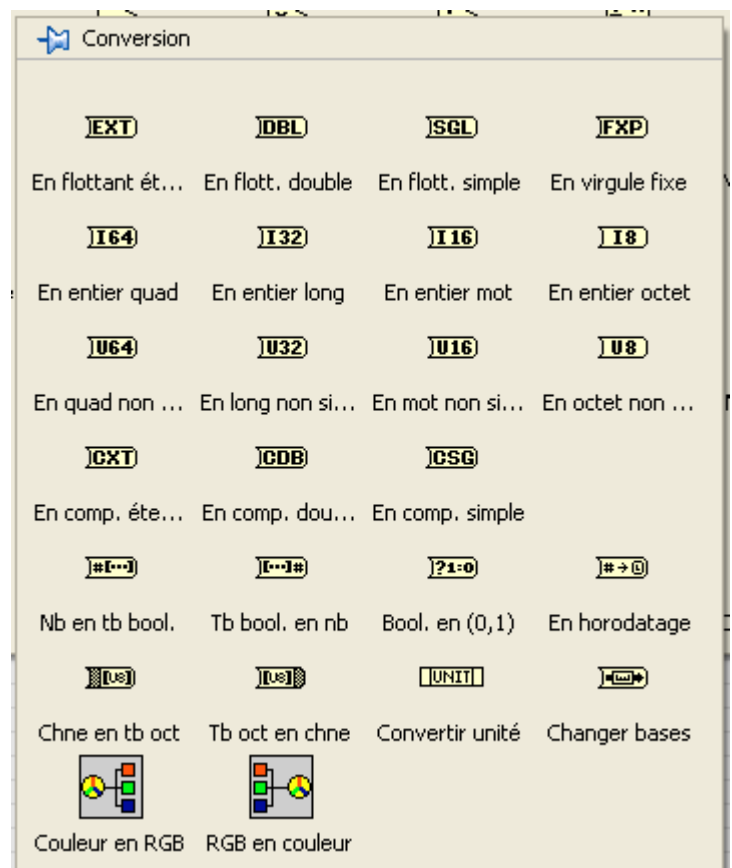 Conversion
EXT DBL SGL FXP
En flottant ét... En flott. double En flott. simple En virgule fixe
I64 I32 I16 I8
En entier quad En entier long En entier mot En entier octet
U64 U32 U16 U8
En quad non ... En long non si... En mot non si... En octet non ...
CXT CDB CSG
En comp. éte... En comp. dou... En comp. simple
#[···] [···]# ?1:0 #→
Nb en tb bool. Tb bool. en nb Bool. en (0,1) En horodatage
[U8] [U8] UNIT
Chne en tb oct Tb oct en chne Convertir unité Changer bases
Couleur en RGB RGB en couleur